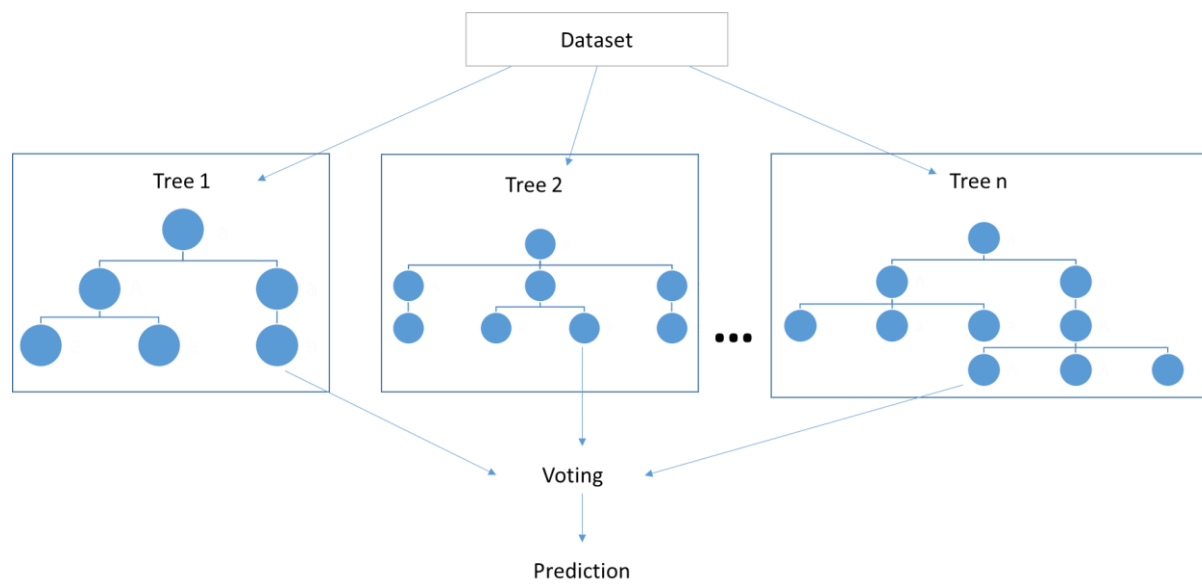 Dataset
Tree 1
Tree 2
Tree n
...
Voting
Prediction